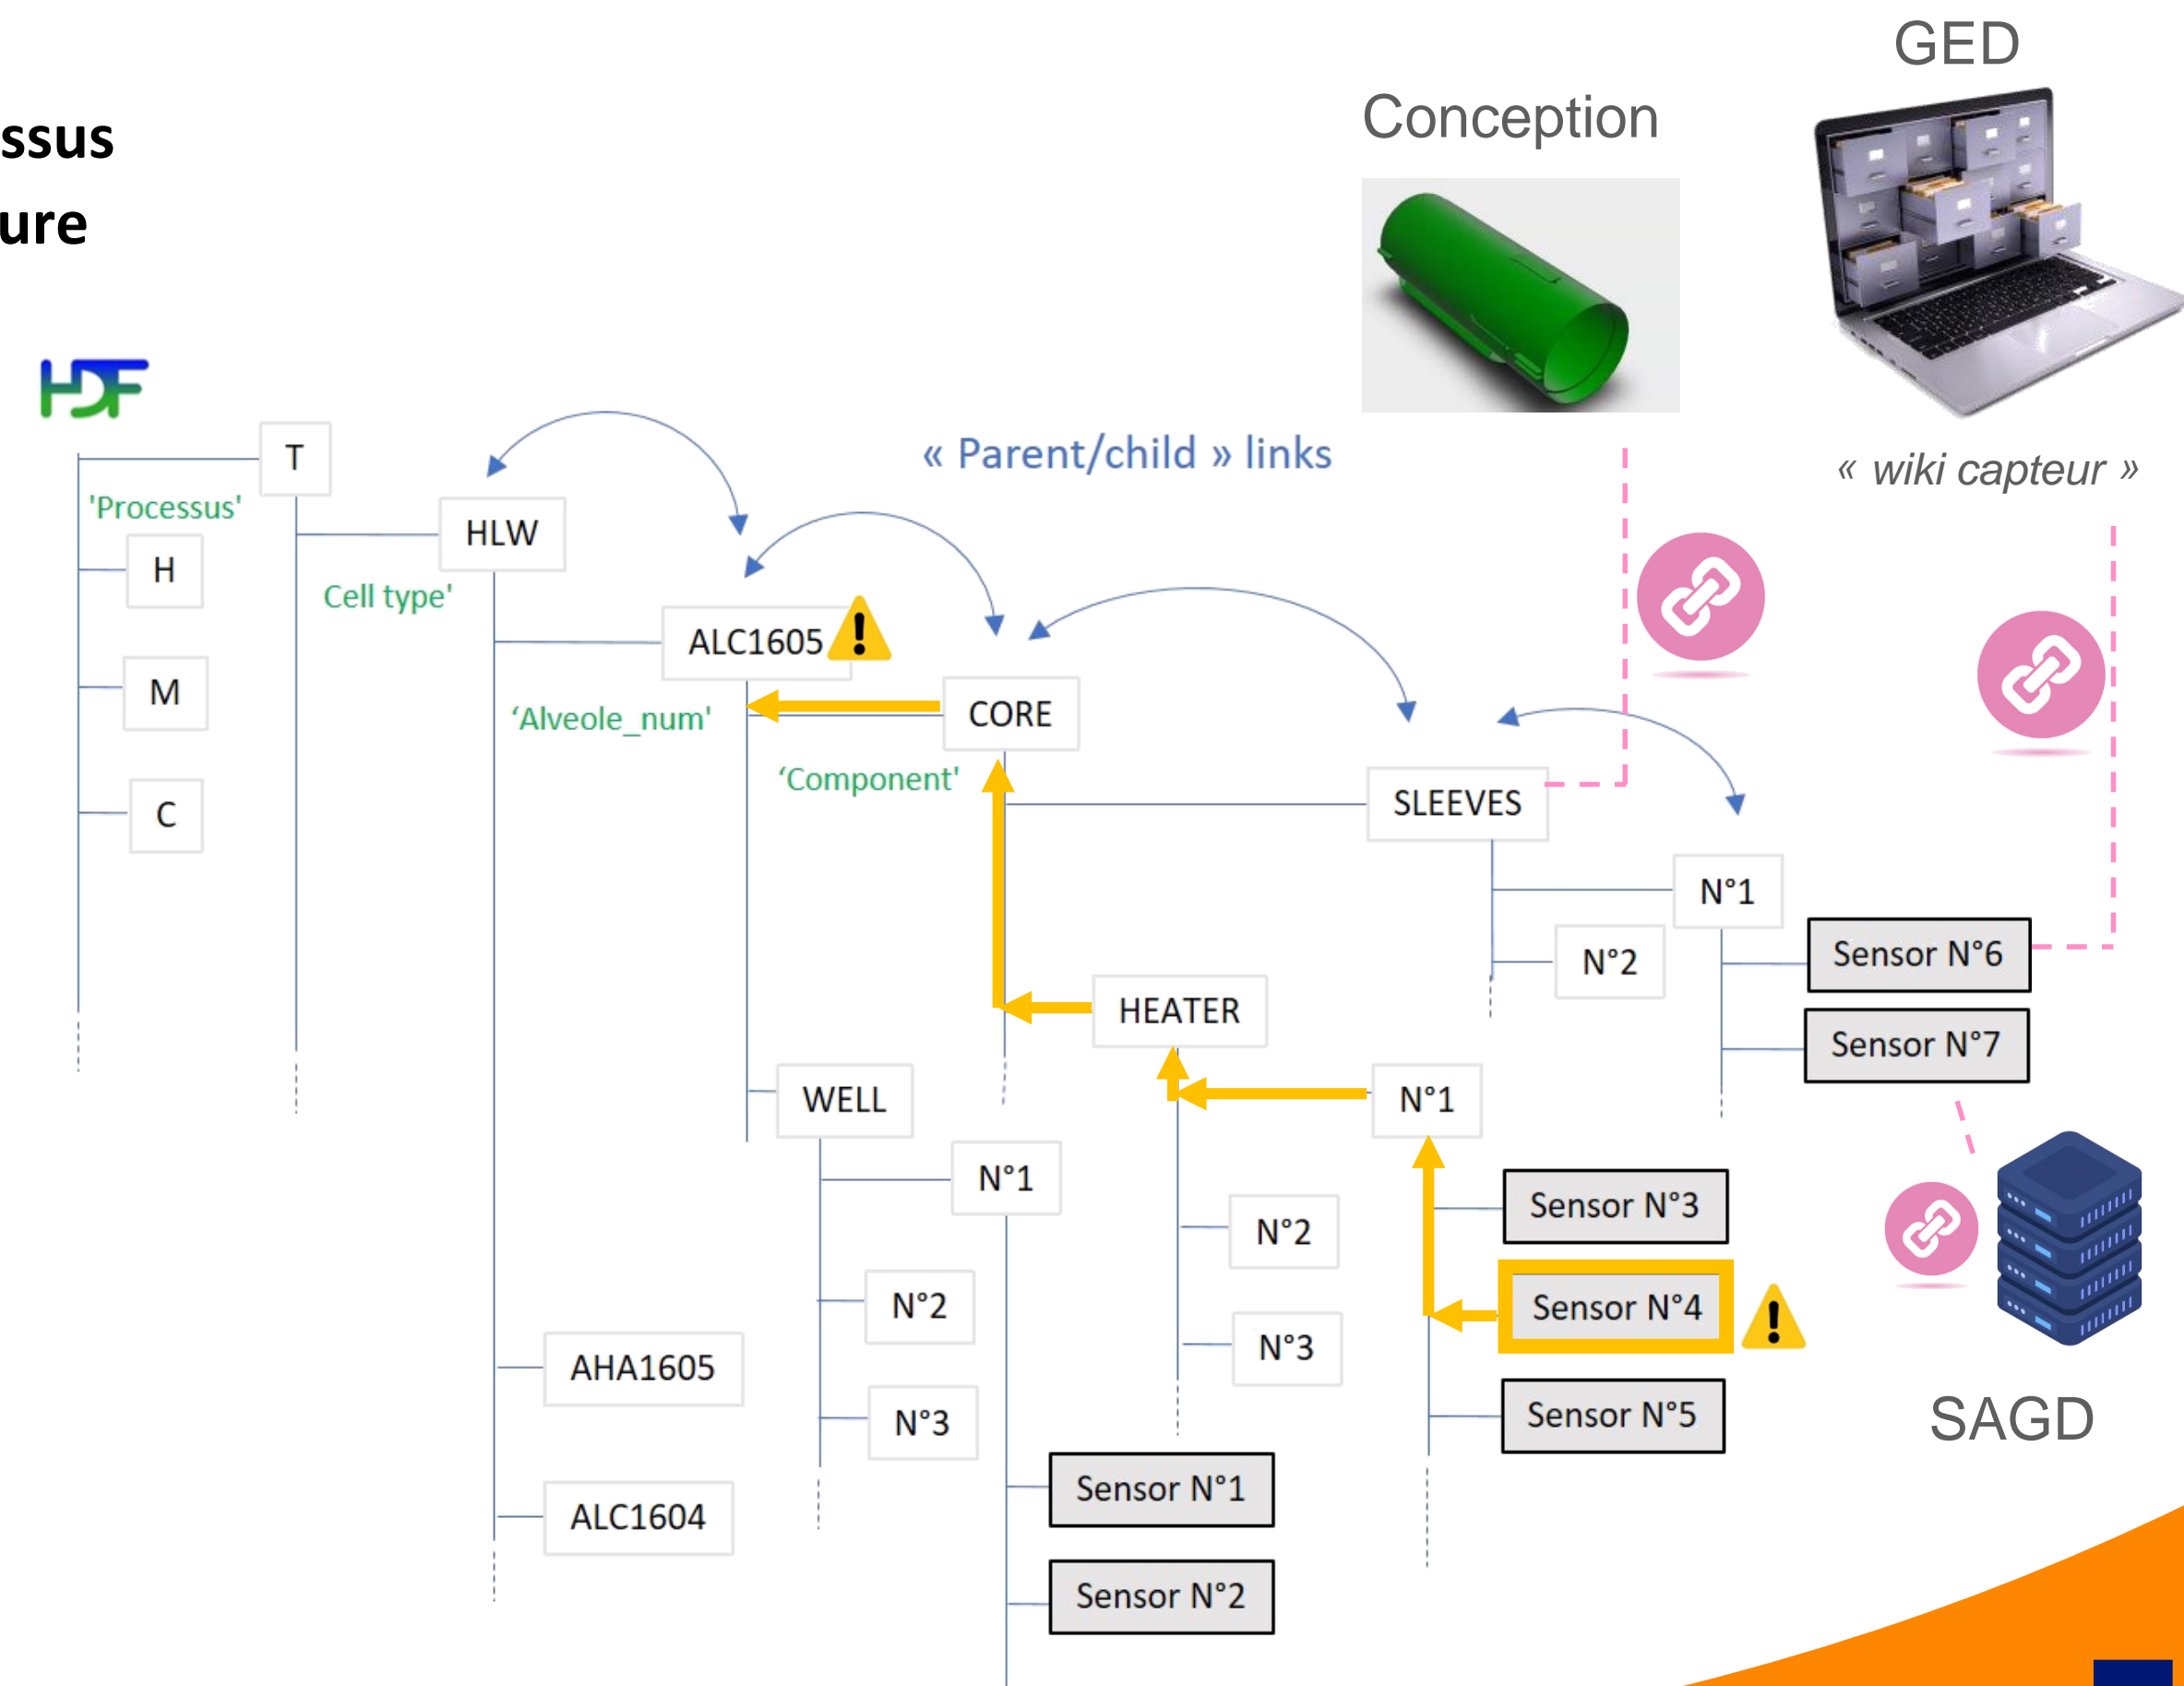 GED
Conception
ssus
ure
HDF
« Parent/child » links
« wiki capteur »
T
'Processus'
HLW
H
Cell type'
ALC1605
M
CORE
'Alveole_num'
'Component'
C
SLEEVES
N°1
N°2
Sensor N°6
HEATER
Sensor N°7
WELL
N°1
N°1
Sensor N°3
N°2
N°2
Sensor N°4
N°3
AHA1605
N°3
Sensor N°5
SAGD
Sensor N°1
ALC1604
Sensor N°2